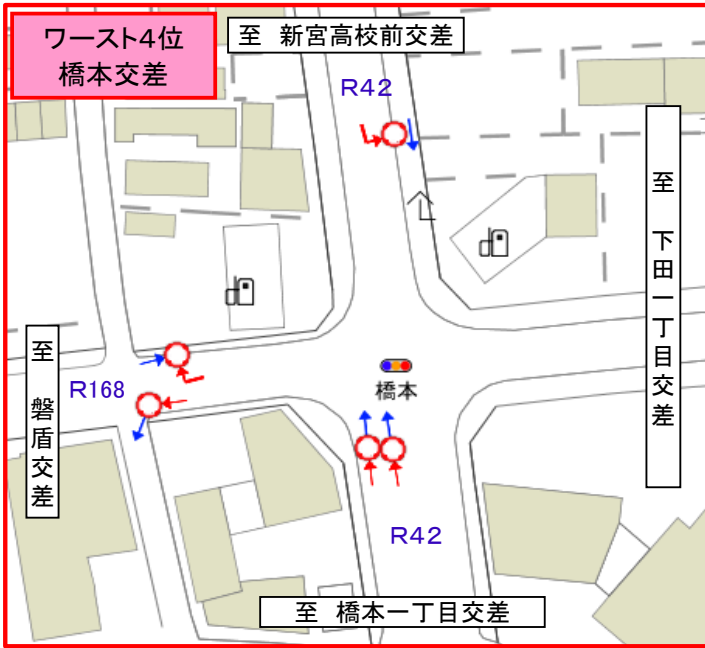 ワースト4位
橋本交差
至　新宮高校前交差
R42
至　下田一丁目交差
至　磐盾交差
R168
橋本
R42
至　橋本一丁目交差